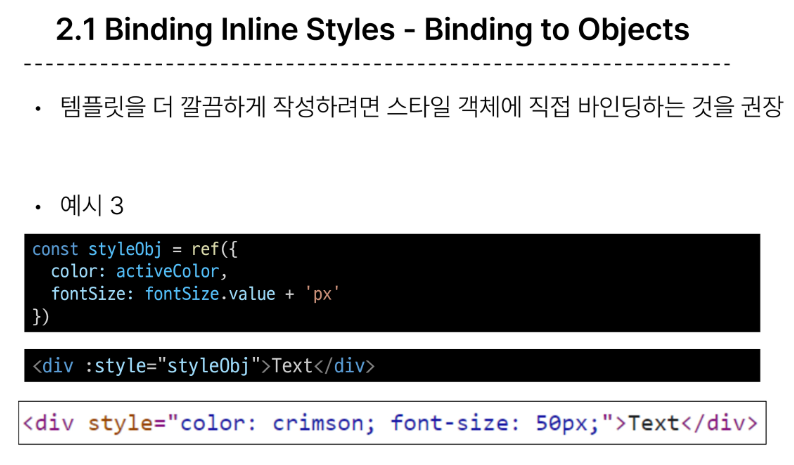 2.1 Binding Inline Styles - Binding to Objects
• 템플릿을 더 깔끔하게 작성하려면 스타일 객체에 직접 바인딩하는 것을 권장
• 예시 3
const styleObj = ref({
  color: activeColor,
  fontSize: fontSize.value + 'px'
})
<div :style="styleObj">Text</div>
<div style="color: crimson; font-size: 50px;">Text</div>